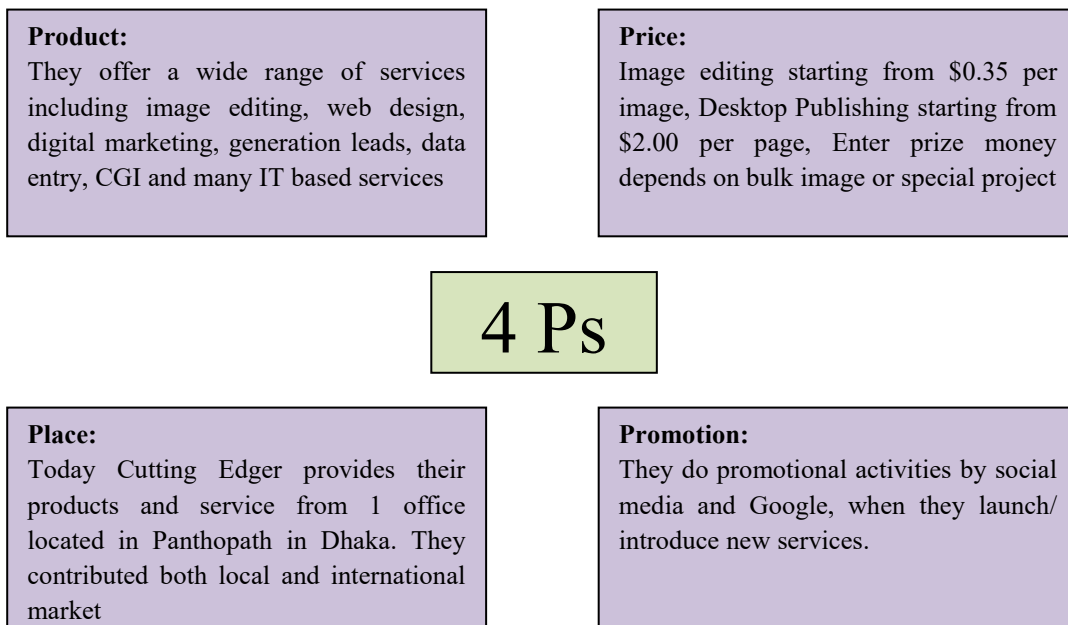 Product:
They offer a wide range of services
including image editing, web design,
digital marketing, generation leads, data
entry, CGI and many IT based services
Price:
Image editing starting from $0.35 per
image, Desktop Publishing starting from
$2.00 per page, Enter prize money
depends on bulk image or special project
4 Ps
Place:
Today Cutting Edger provides their
products and service from 1 office
located in Panthopath in Dhaka. They
contributed both local and international
market
Promotion:
They do promotional activities by social
media and Google, when they launch/
introduce new services.